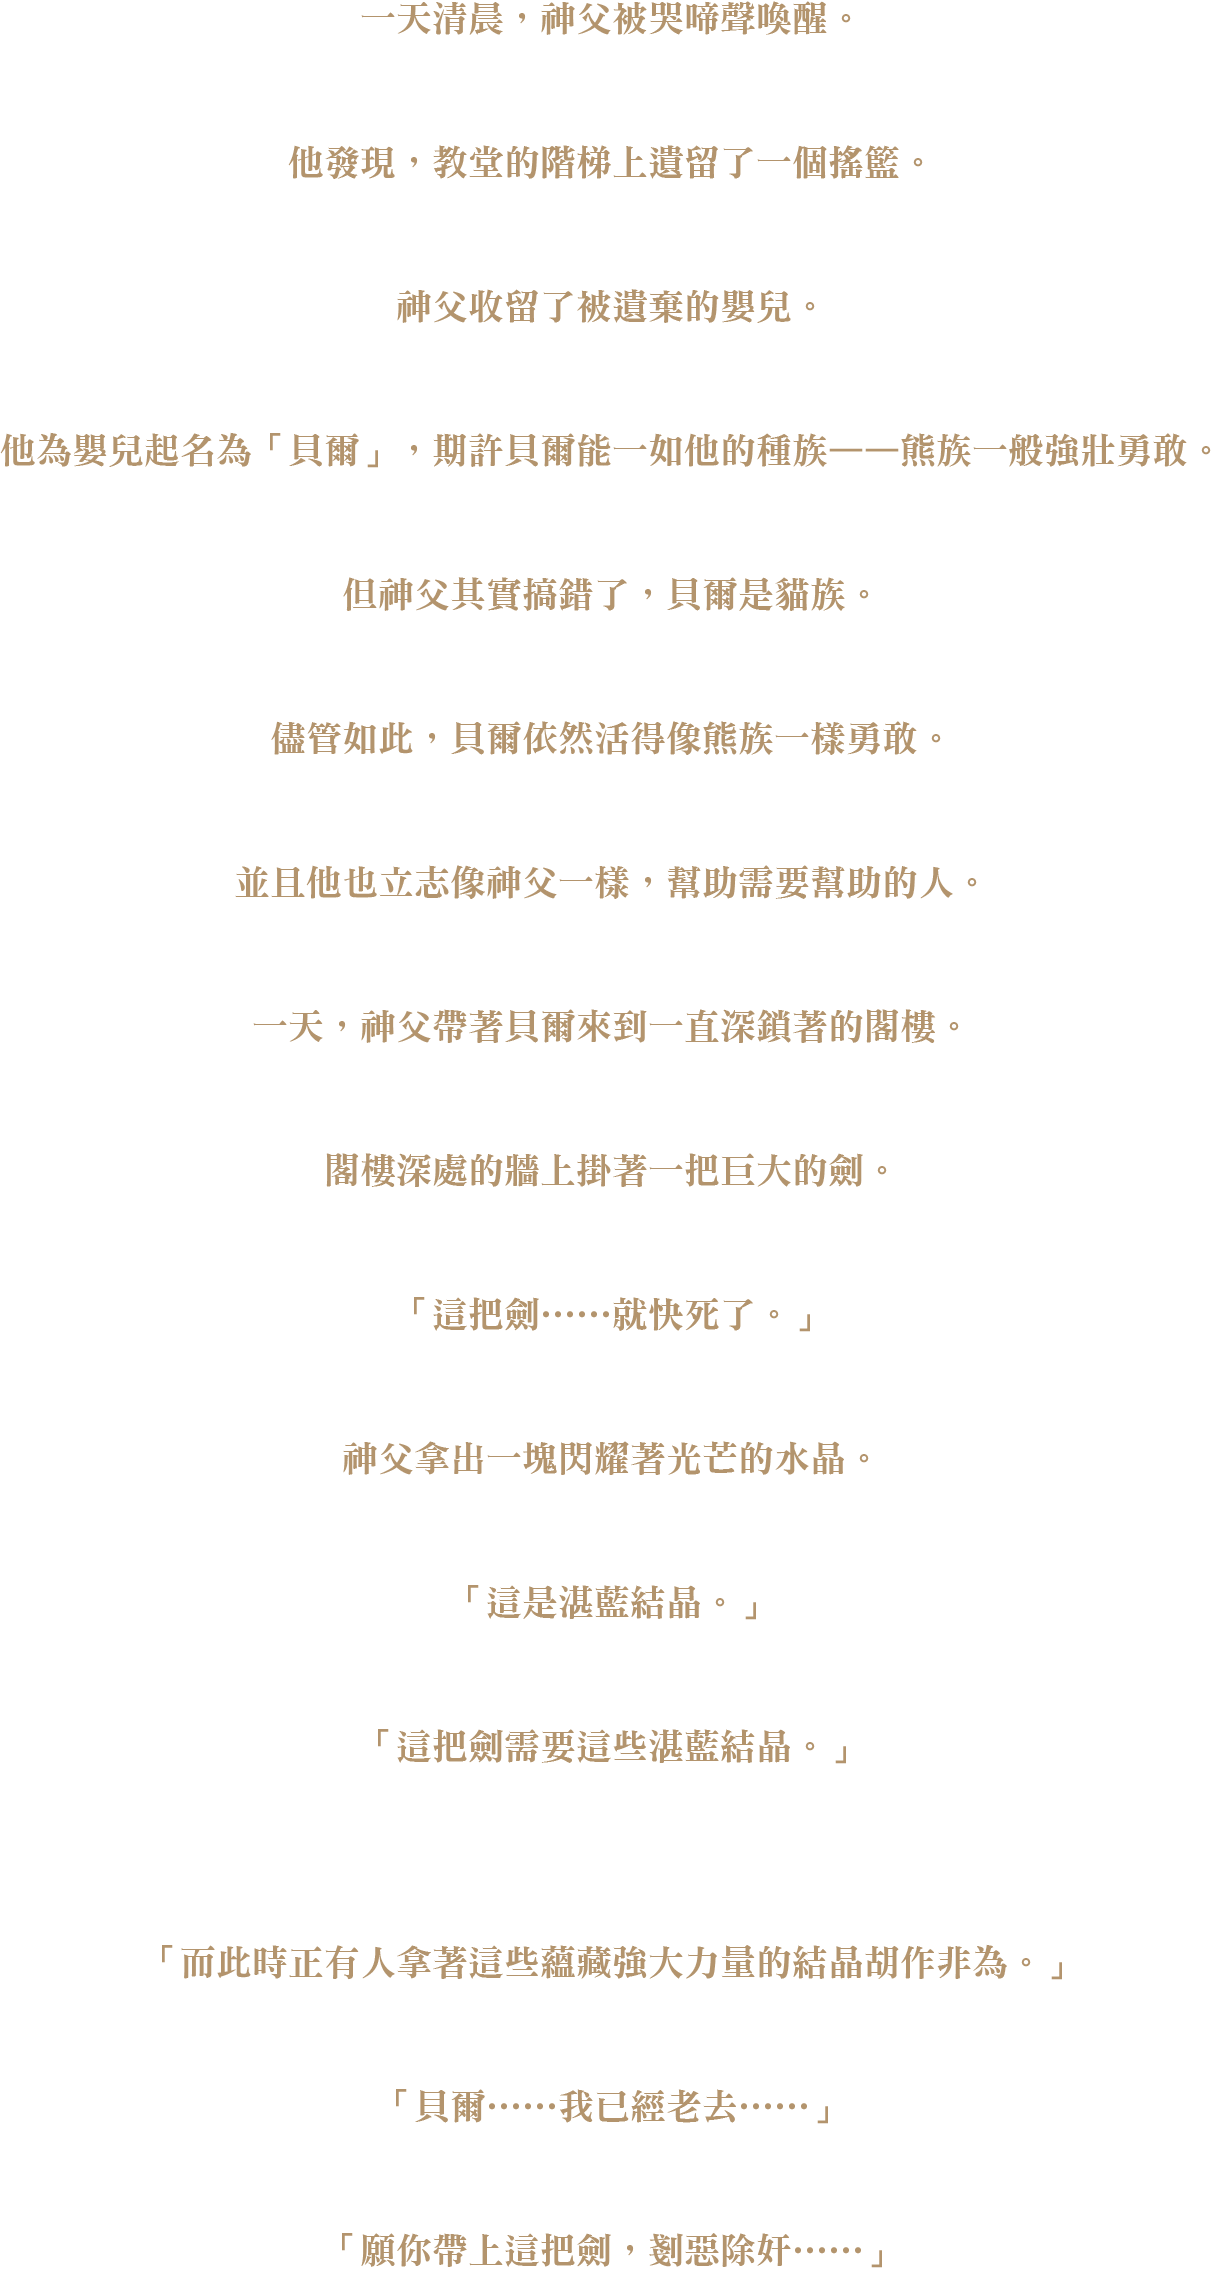 一天清晨，神父被哭啼聲喚醒。
他發現，教堂的階梯上遺留了一個搖籃。
神父收留了被遺棄的嬰兒。
他為嬰兒起名為「貝爾」，期許貝爾能一如他的種族——熊族一般強壯勇敢。
但神父其實搞錯了，貝爾是貓族。
儘管如此，貝爾依然活得像熊族一樣勇敢。
並且他也立志像神父一樣，幫助需要幫助的人。
一天，神父帶著貝爾來到一直深鎖著的閣樓。
閣樓深處的牆上掛著一把巨大的劍。
「這把劍……就快死了。」
神父拿出一塊閃耀著光芒的水晶。
「這是湛藍結晶。」
「這把劍需要這些湛藍結晶。」
「而此時正有人拿著這些蘊藏強大力量的結晶胡作非為。」
「貝爾……我已經老去……」
「願你帶上這把劍，剗惡除奸……」